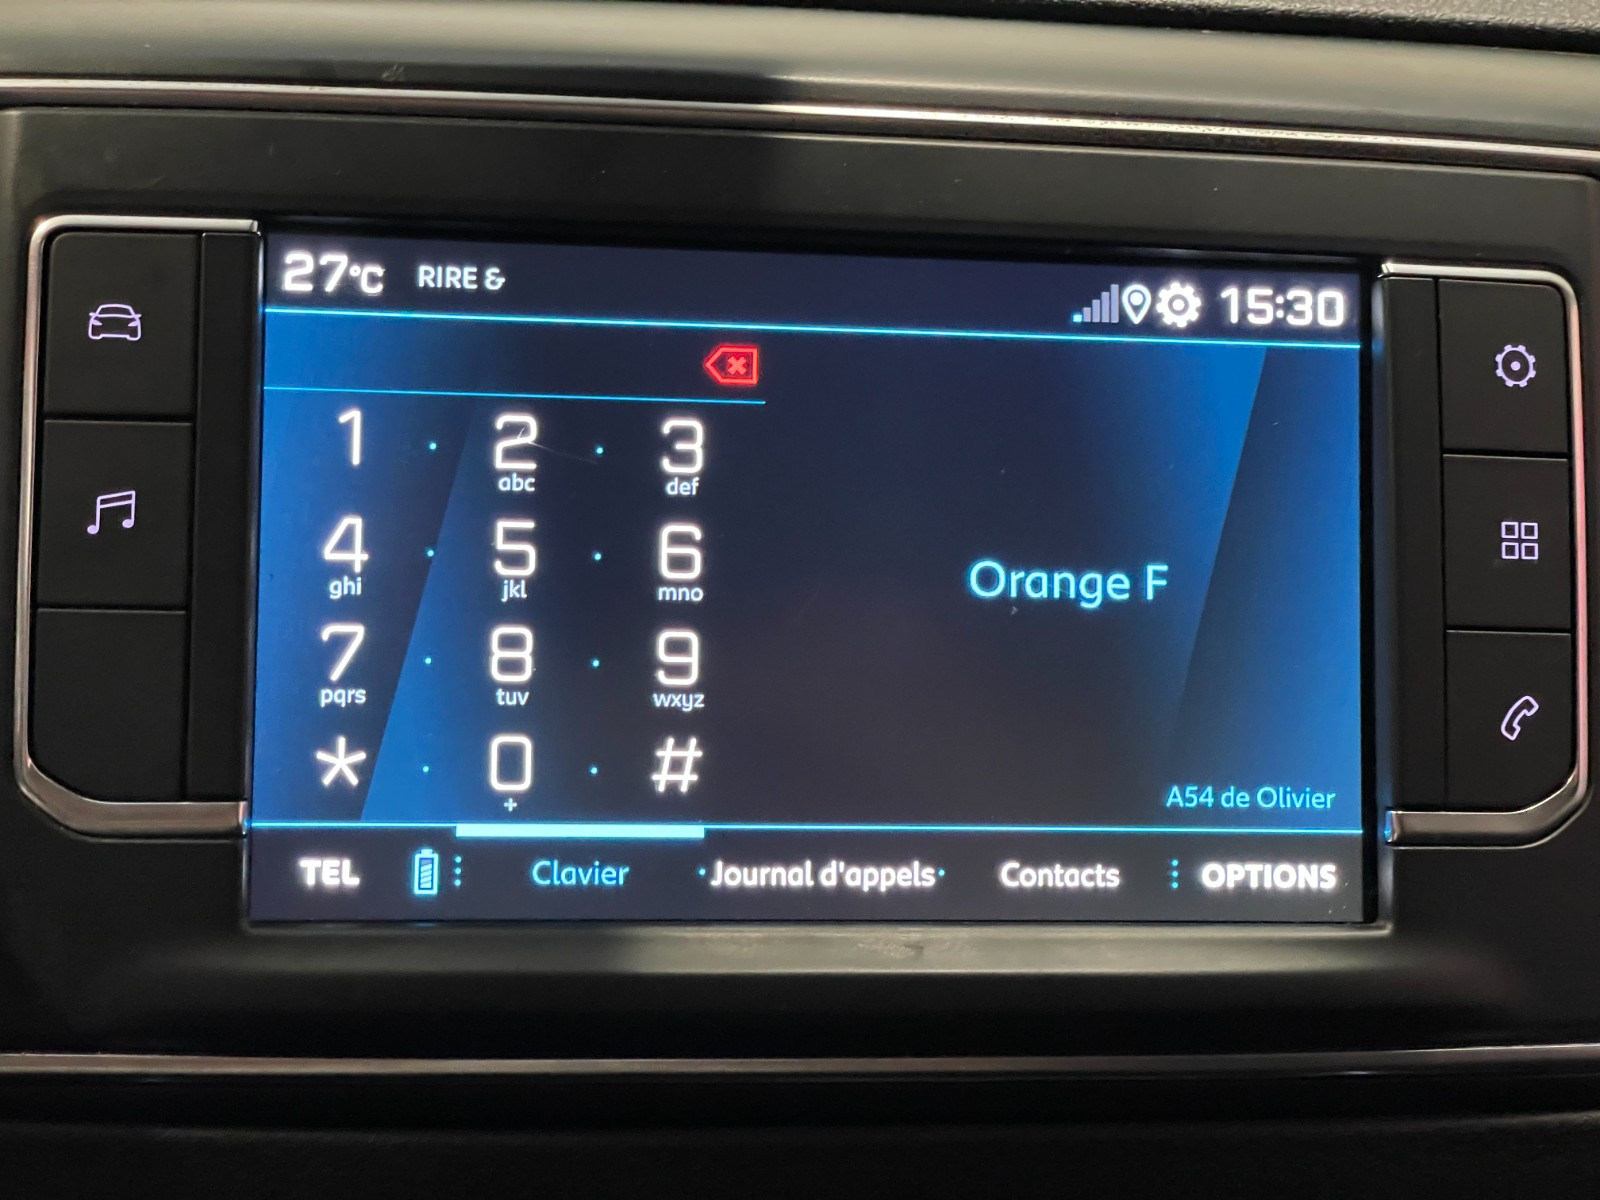 27°C RIRE & 15:30
1 2 3
abc def
4 5 6
ghi jkl mno
7 8 9
pqrs tuv wxyz
* 0 #
+
Orange F
A54 de Olivier
TEL Clavier Journal d'appels Contacts OPTIONS